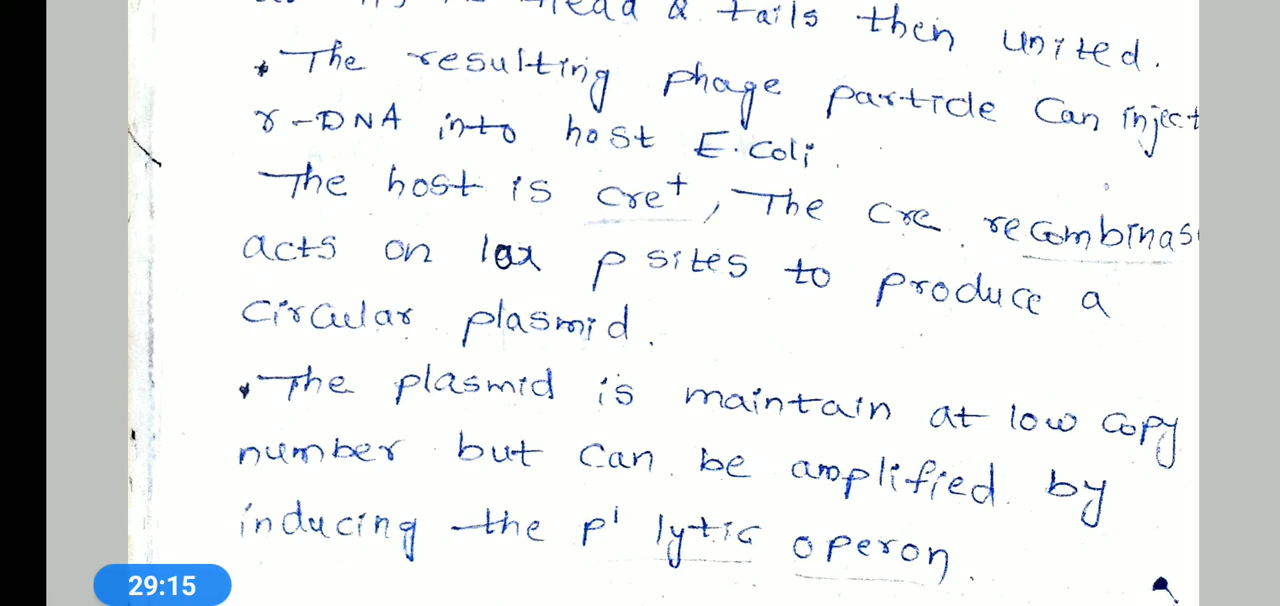 Head & tails then united.
* The resulting phage particle can inject
r-DNA into host E.coli.
The host is cre+, The cre recombinas
acts on lox p sites to produce a
circular plasmid.
* The plasmid is maintain at low copy
number but can be amplified by
inducing the p1 lytic operon.
29:15